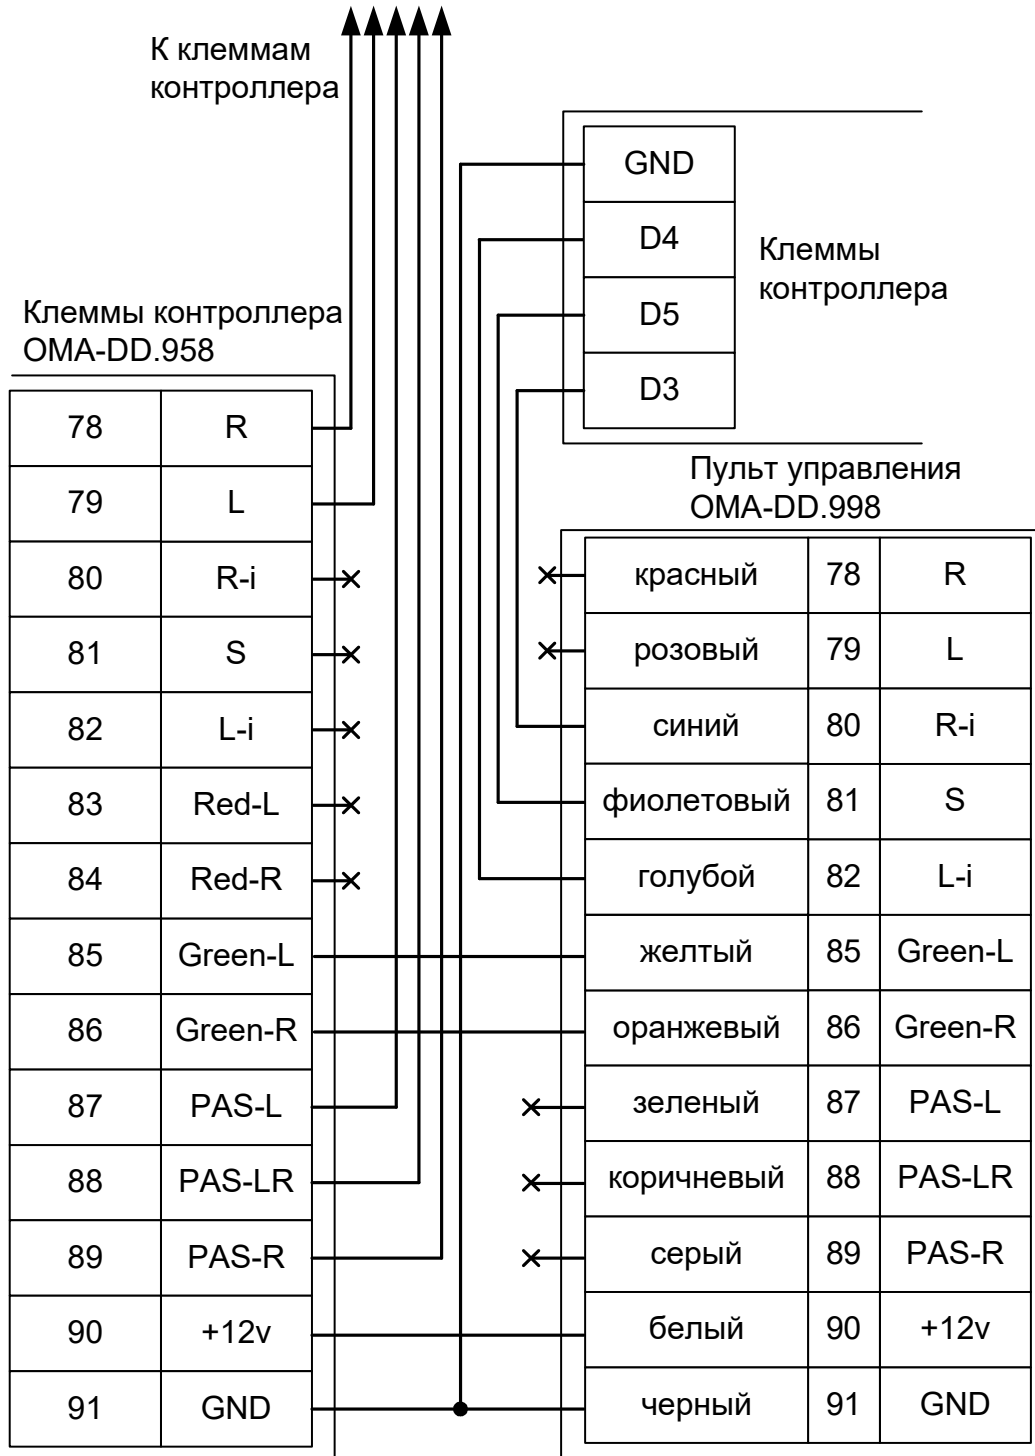 К клеммам
контроллера
GND
D4
D5
D3
Клеммы
контроллера
Клеммы контроллера
OMA-DD.958
78 R
79 L
80 R-i
81 S
82 L-i
83 Red-L
84 Red-R
85 Green-L
86 Green-R
87 PAS-L
88 PAS-LR
89 PAS-R
90 +12v
91 GND
Пульт управления
OMA-DD.998
красный 78 R
розовый 79 L
синий 80 R-i
фиолетовый 81 S
голубой 82 L-i
желтый 85 Green-L
оранжевый 86 Green-R
зеленый 87 PAS-L
коричневый 88 PAS-LR
серый 89 PAS-R
белый 90 +12v
черный 91 GND